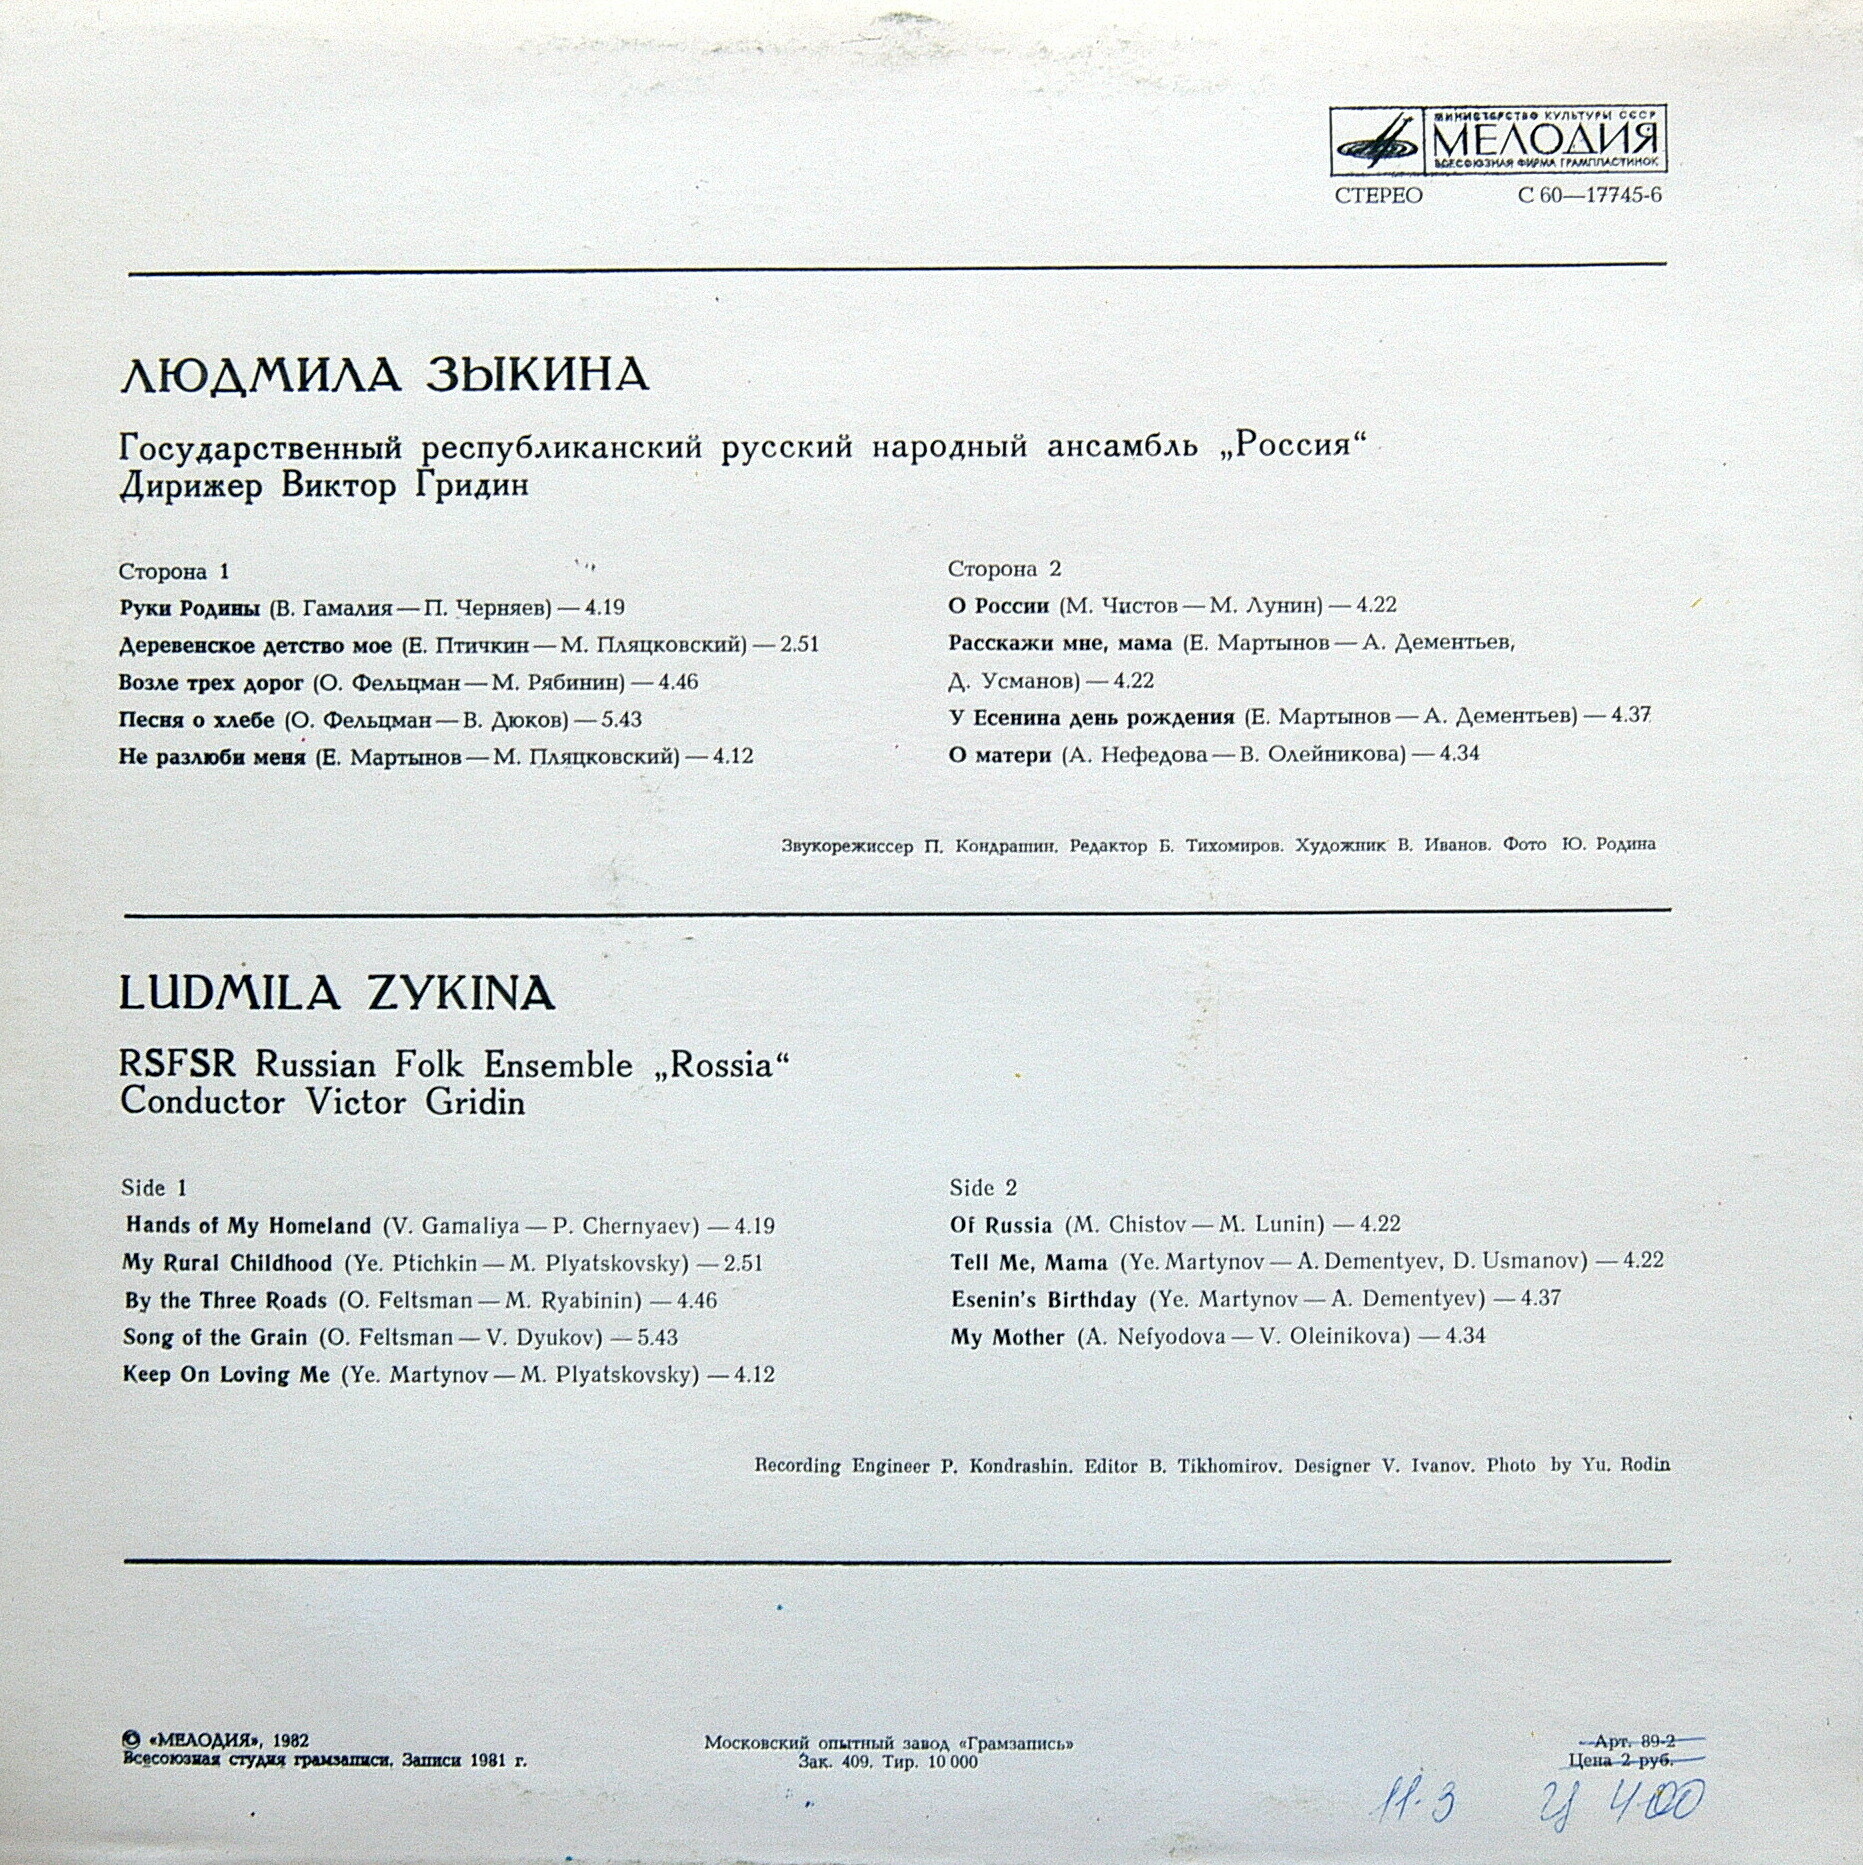 МИНИСТЕРСТВО КУЛЬТУРЫ СССР
МЕЛОДИЯ
ВСЕСОЮЗНАЯ ФИРМА ГРАМПЛАСТИНОК
СТЕРЕО С 60—17745-6
ЛЮДМИЛА ЗЫКИНА
Государственный республиканский русский народный ансамбль „Россия“
Дирижер Виктор Гридин
Сторона 1
Руки Родины (В. Гамалия — П. Черняев) — 4.19
Деревенское детство мое (Е. Птичкин — М. Пляцковский) — 2.51
Возле трех дорог (О. Фельцман — М. Рябинин) — 4.46
Песня о хлебе (О. Фельцман — В. Дюков) — 5.43
Не разлюби меня (Е. Мартынов — М. Пляцковский) — 4.12
Сторона 2
О России (М. Чистов — М. Лунин) — 4.22
Расскажи мне, мама (Е. Мартынов — А. Дементьев,
Д. Усманов) — 4.22
У Есенина день рождения (Е. Мартынов — А. Дементьев) — 4.37
О матери (А. Нефедова — В. Олейникова) — 4.34
Звукорежиссер П. Кондрашин. Редактор Б. Тихомиров. Художник В. Иванов. Фото Ю. Родина
LUDMILA ZYKINA
RSFSR Russian Folk Ensemble „Rossia“
Conductor Victor Gridin
Side 1
Hands of My Homeland (V. Gamaliya — P. Chernyaev) — 4.19
My Rural Childhood (Ye. Ptichkin — M. Plyatskovsky) — 2.51
By the Three Roads (O. Feltsman — M. Ryabinin) — 4.46
Song of the Grain (O. Feltsman — V. Dyukov) — 5.43
Keep On Loving Me (Ye. Martynov — M. Plyatskovsky) — 4.12
Side 2
Of Russia (M. Chistov — M. Lunin) — 4.22
Tell Me, Mama (Ye. Martynov — A. Dementyev, D. Usmanov) — 4.22
Esenin's Birthday (Ye. Martynov — A. Dementyev) — 4.37
My Mother (A. Nefyodova — V. Oleinikova) — 4.34
Recording Engineer P. Kondrashin. Editor B. Tikhomirov. Designer V. Ivanov. Photo by Yu. Rodin
© «МЕЛОДИЯ», 1982
Всесоюзная студия грамзаписи. Записи 1981 г.
Московский опытный завод «Грамзапись»
Зак. 409. Тир. 10 000
Арт. 89-2
Цена 2 руб.
11-3 Ц 4-00